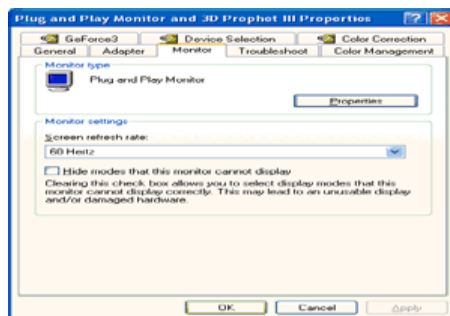 Plug and Play Monitor and 3D Prophet III Properties
GeForce3 Device Selection Color Correction
General Adapter Monitor Troubleshoot Color Management
Monitor type
Plug and Play Monitor
Properties
Monitor settings
Screen refresh rate:
60 Hertz
Hide modes that this monitor cannot display
Clearing this check box allows you to select display modes that this
monitor cannot display correctly. This may lead to an unusable display
and/or damaged hardware.
OK Cancel Apply